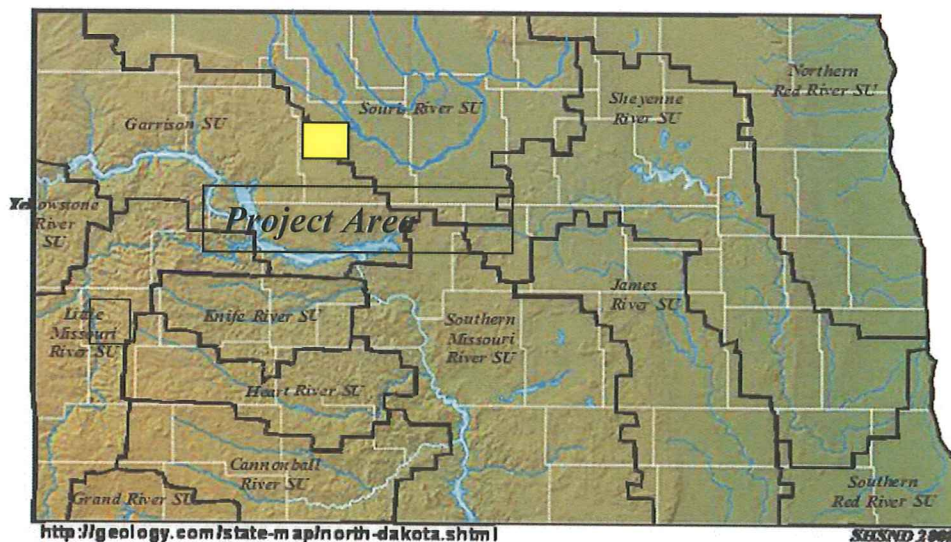 Northern
Red River SU
Souris River SU
Sheyenne
River SU
Garrison SU
Yellowstone
River
SU
Project Area
Little
Missouri
River SU
Knife River SU
Southern
Missouri
River SU
James
River SU
Heart River SU
Cannonball
River SU
Grand River SU
Southern
Red River SU
http://geology.com/state-map/north-dakota.shtml